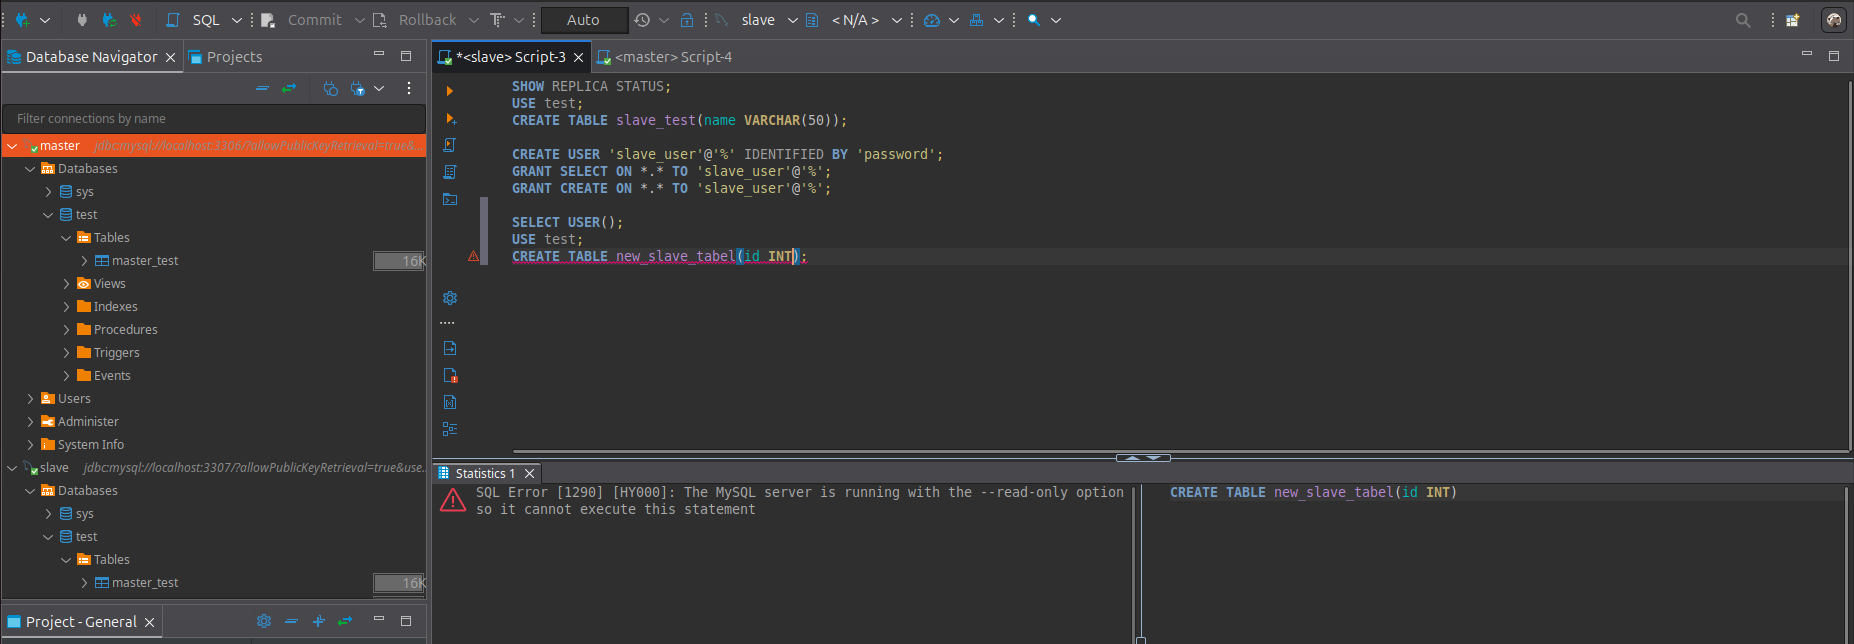 SQL Commit Rollback Auto slave < N/A >
Database Navigator Projects
Filter connections by name
master jdbc:mysql://localhost:3306/?allowPublicKeyRetrieval=true&...
Databases
sys
test
Tables
master_test 16K
Views
Indexes
Procedures
Triggers
Events
Users
Administer
System Info
slave jdbc:mysql://localhost:3307/?allowPublicKeyRetrieval=true&use...
Databases
sys
test
Tables
master_test 16K
Project - General
*<slave> Script-3 <master> Script-4
SHOW REPLICA STATUS;
USE test;
CREATE TABLE slave_test(name VARCHAR(50));
CREATE USER 'slave_user'@'%' IDENTIFIED BY 'password';
GRANT SELECT ON *.* TO 'slave_user'@'%';
GRANT CREATE ON *.* TO 'slave_user'@'%';
SELECT USER();
USE test;
CREATE TABLE new_slave_tabel(id INT);
Statistics 1
SQL Error [1290] [HY000]: The MySQL server is running with the --read-only option
so it cannot execute this statement
CREATE TABLE new_slave_tabel(id INT)